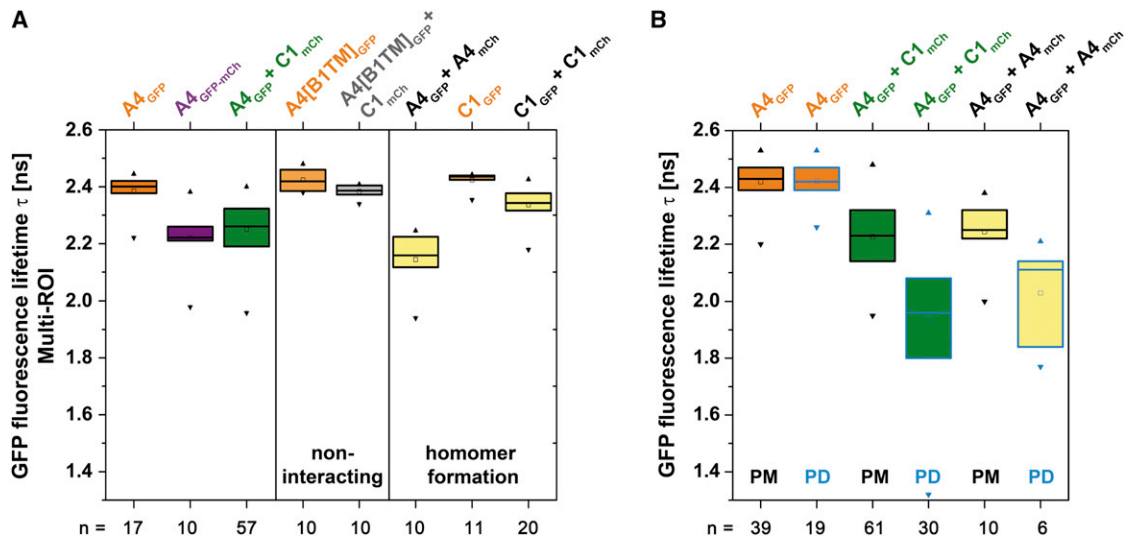 A
A4GFP
A4GFP-mCh
A4GFP + C1mCh
A4[B1TM]GFP
A4[B1TM]GFP +
C1mCh
A4GFP + A4mCh
C1GFP
C1GFP + C1mCh
GFP fluorescence lifetime τ [ns]
Multi-ROI
2.6
2.4
2.2
2.0
1.8
1.6
1.4
non-
interacting
homomer
formation
n = 17 10 57 10 10 10 11 20
B
A4GFP
A4GFP
A4GFP + C1mCh
A4GFP + C1mCh
A4GFP + A4mCh
A4GFP + A4mCh
GFP fluorescence lifetime τ [ns]
2.6
2.4
2.2
2.0
1.8
1.6
1.4
PM PD PM PD PM PD
n = 39 19 61 30 10 6